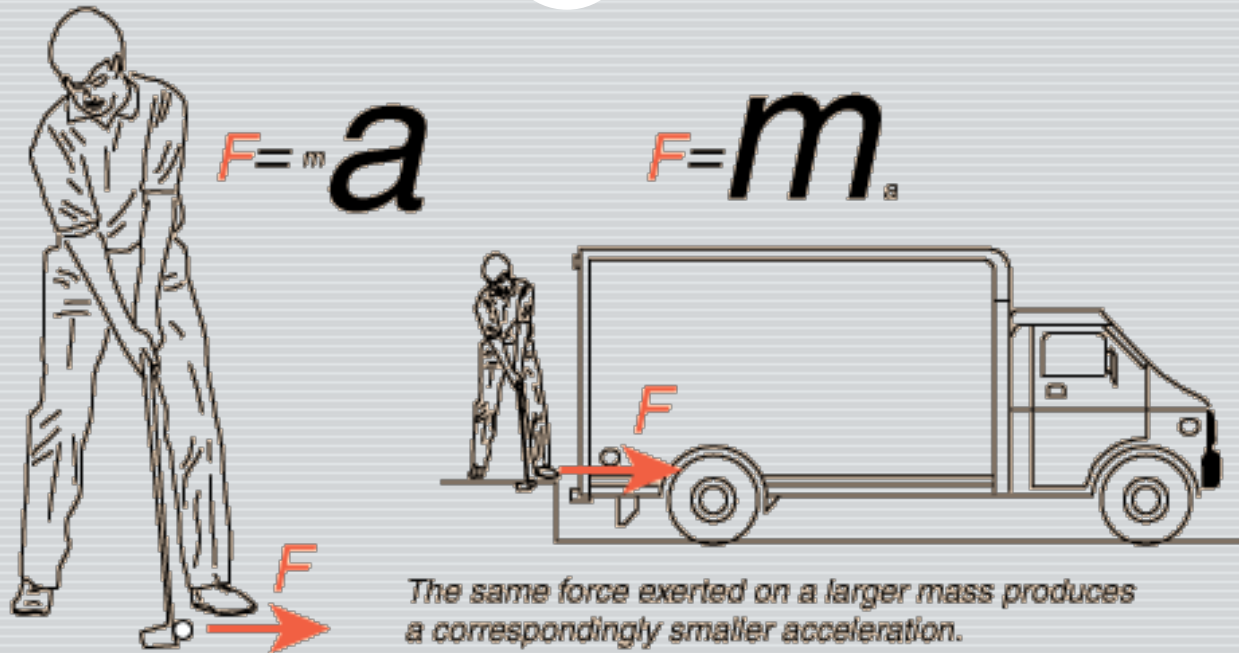 F = m a
F = m a
F
F
The same force exerted on a larger mass produces
a correspondingly smaller acceleration.